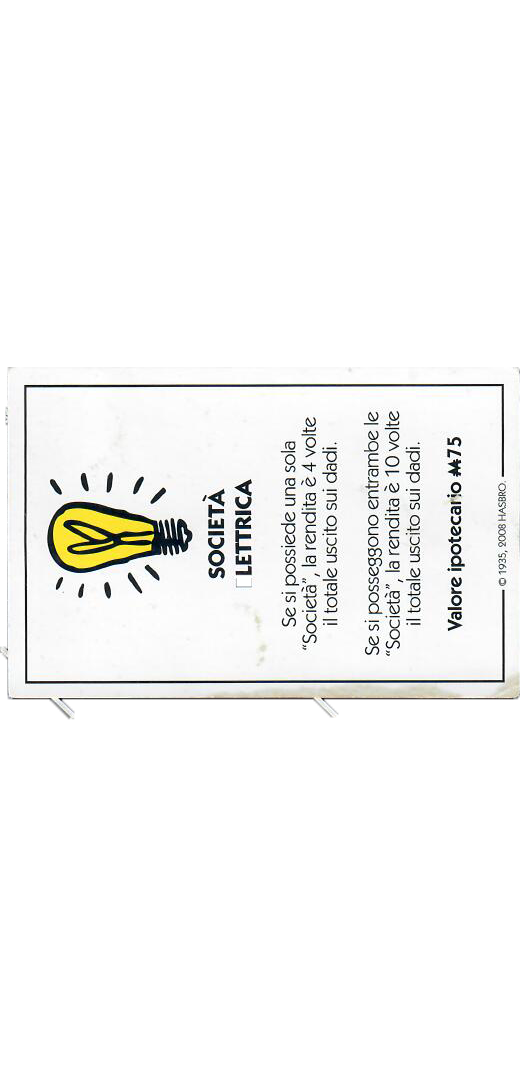 SOCIETÀ
LETTRICA
Se si possiede una sola
“Società”, la rendita è 4 volte
il totale uscito sui dadi.
Se si posseggono entrambe le
“Società”, la rendita è 10 volte
il totale uscito sui dadi.
Valore ipotecario ₩75
© 1935, 2008 HASBRO.